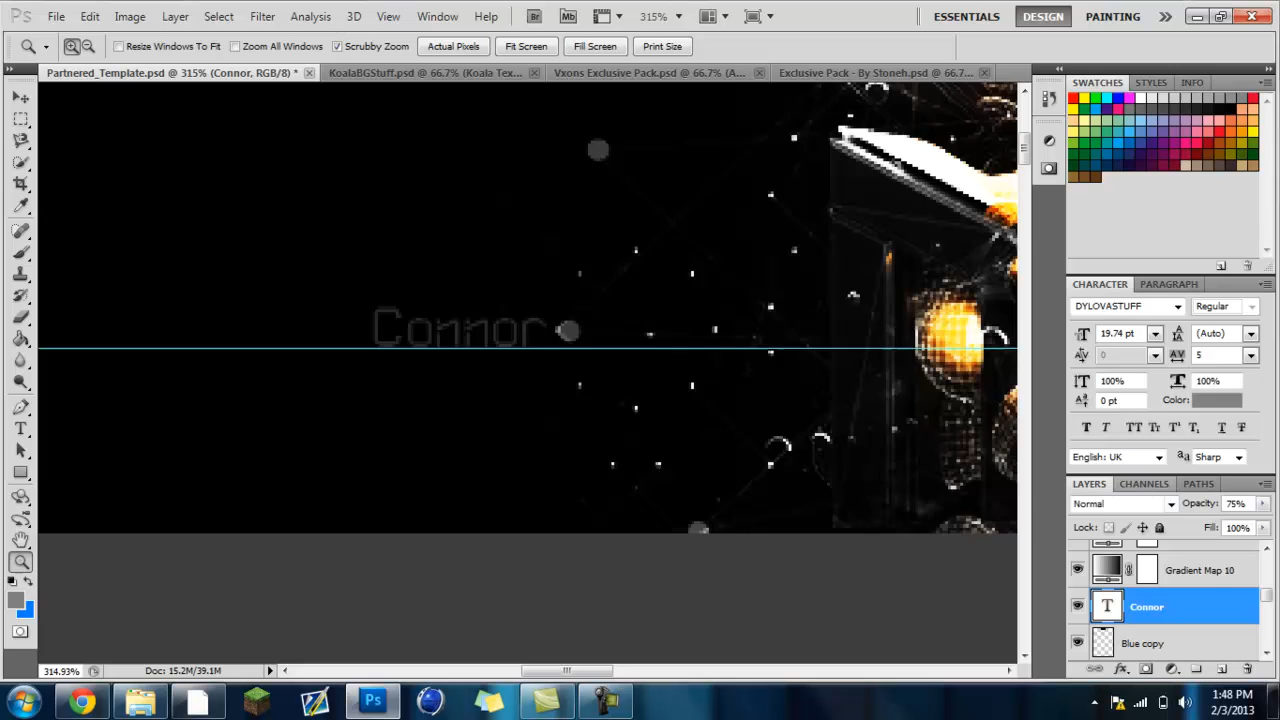 Ps File Edit Image Layer Select Filter Analysis 3D View Window Help Br Mb 315% ESSENTIALS DESIGN PAINTING
Resize Windows To Fit Zoom All Windows Scrubby Zoom Actual Pixels Fit Screen Fill Screen Print Size
Partnered_Template.psd @ 315% (Connor, RGB/8) * KoalaBGStuff.psd @ 66.7% (Koala Tex... Vxons Exclusive Pack.psd @ 66.7% (A... Exclusive Pack - By Stoneh.psd @ 66.7...
SWATCHES STYLES INFO
CHARACTER PARAGRAPH
DYLOVASTUFF Regular
19.74 pt (Auto)
0 5
100% 100%
0 pt Color:
English: UK Sharp
LAYERS CHANNELS PATHS
Normal Opacity: 75%
Lock: Fill: 100%
Gradient Map 10
Connor
Blue copy
Connor
314.93% Doc: 15.2M/39.1M
1:48 PM
2/3/2013